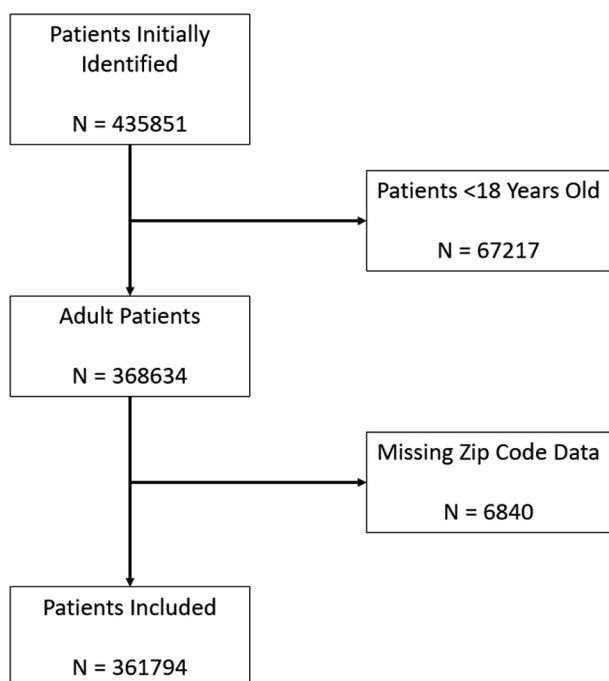 Patients Initially
Identified
N = 435851
Patients <18 Years Old
N = 67217
Adult Patients
N = 368634
Missing Zip Code Data
N = 6840
Patients Included
N = 361794